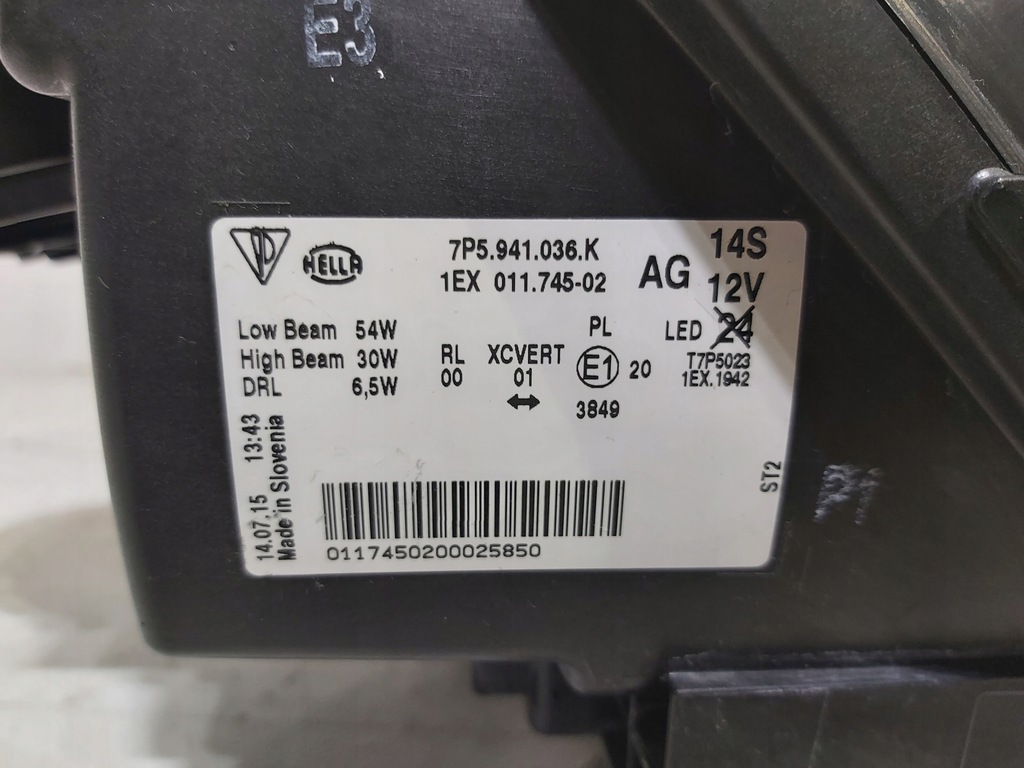 E3
HELLA
7P5.941.036.K
1EX 011.745-02
AG
14S
12V
Low Beam 54W
High Beam 30W
DRL 6,5W
RL
00
XCVERT
01
PL
E1 20
3849
LED 24
T7P5023
1EX.1942
14.07.15 13:43
Made in Slovenia
ST2
0117450200025850